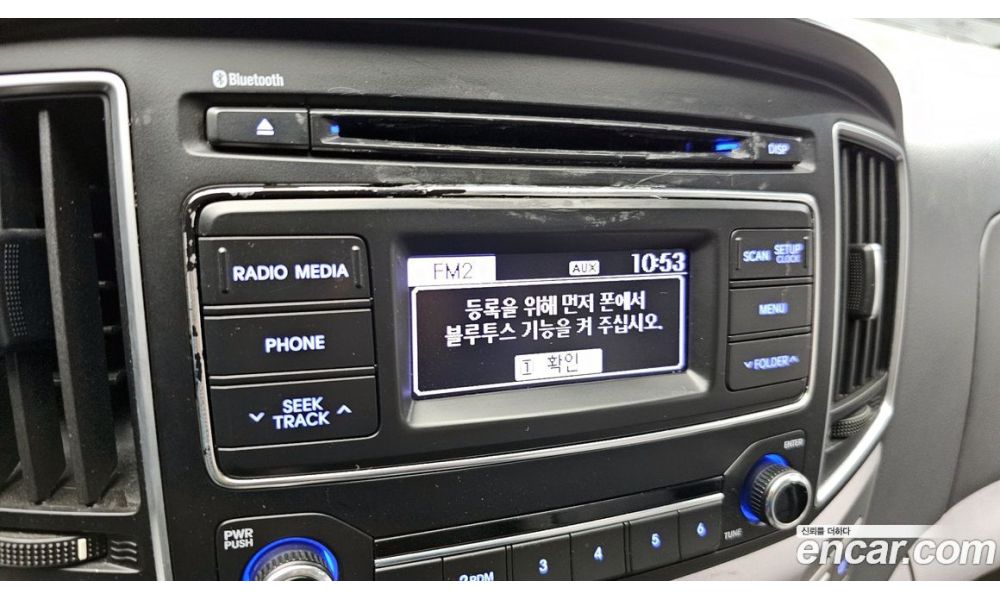 Bluetooth
DISP
RADIO MEDIA
PHONE
SEEK
TRACK
FM2 AUX 10:53
등록을 위해 먼저 폰에서
블루투스 기능을 켜 주십시오.
1 확인
SCAN SETUP
CLOCK
MENU
FOLDER
ENTER
TUNE
PWR
PUSH
2 RDM 3 4 5 6
신뢰를 더하다
encar.com